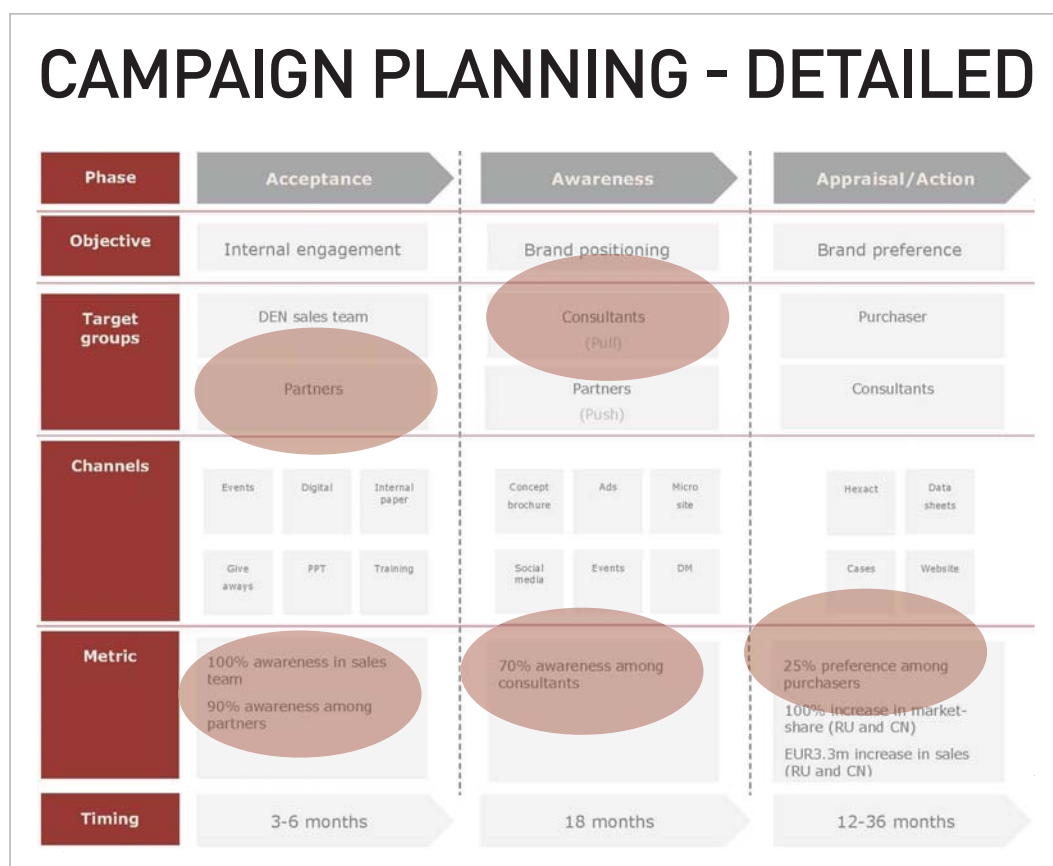 CAMPAIGN PLANNING - DETAILED
Phase
Acceptance
Awareness
Appraisal/Action
Objective
Internal engagement
Brand positioning
Brand preference
Target
groups
DEN sales team
Partners
Consultants
(Pull)
Partners
(Push)
Purchaser
Consultants
Channels
Events
Digital
Internal
paper
Give
aways
PPT
Training
Concept
brochure
Ads
Micro
site
Social
media
Events
DM
Hexact
Data
sheets
Cases
Website
Metric
100% awareness in sales
team
90% awareness among
partners
70% awareness among
consultants
25% preference among
purchasers
100% increase in market-
share (RU and CN)
EUR3.3m increase in sales
(RU and CN)
Timing
3-6 months
18 months
12-36 months